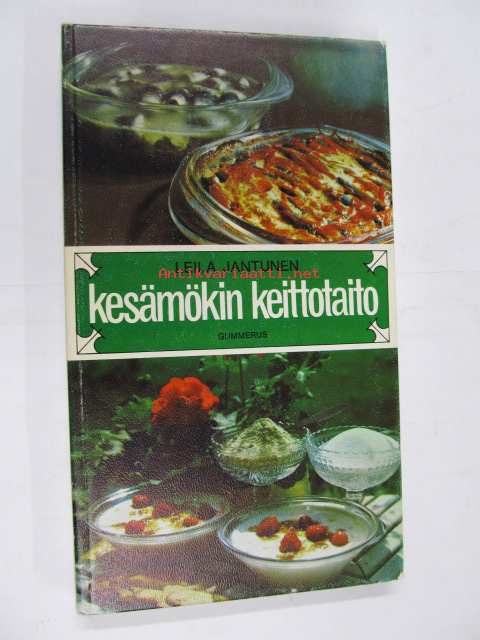 LEILA JANTUNEN
Antikvariaatti.net
kesämökin keittotaito
GUMMERUS